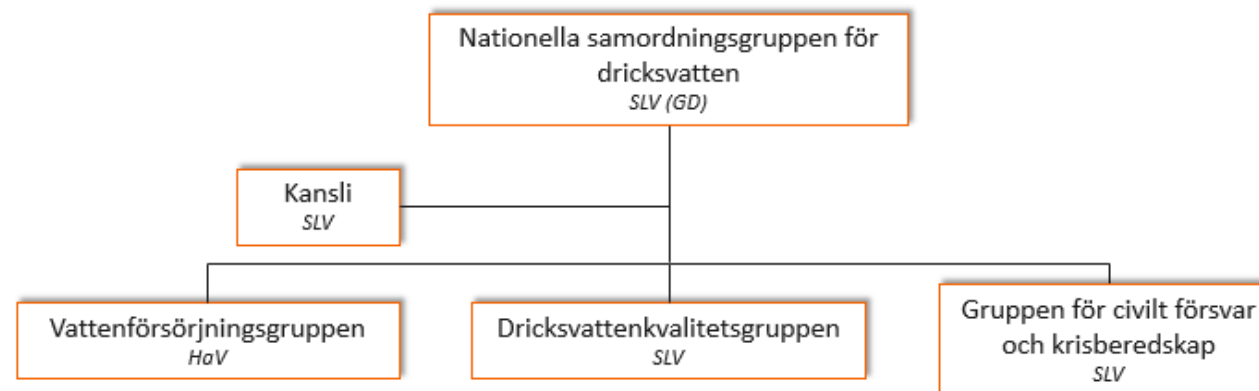 Nationella samordningsgruppen för
dricksvatten
SLV (GD)
Kansli
SLV
Vattenförsörjningsgruppen
HaV
Dricksvattenkvalitetsgruppen
SLV
Gruppen för civilt försvar
och krisberedskap
SLV